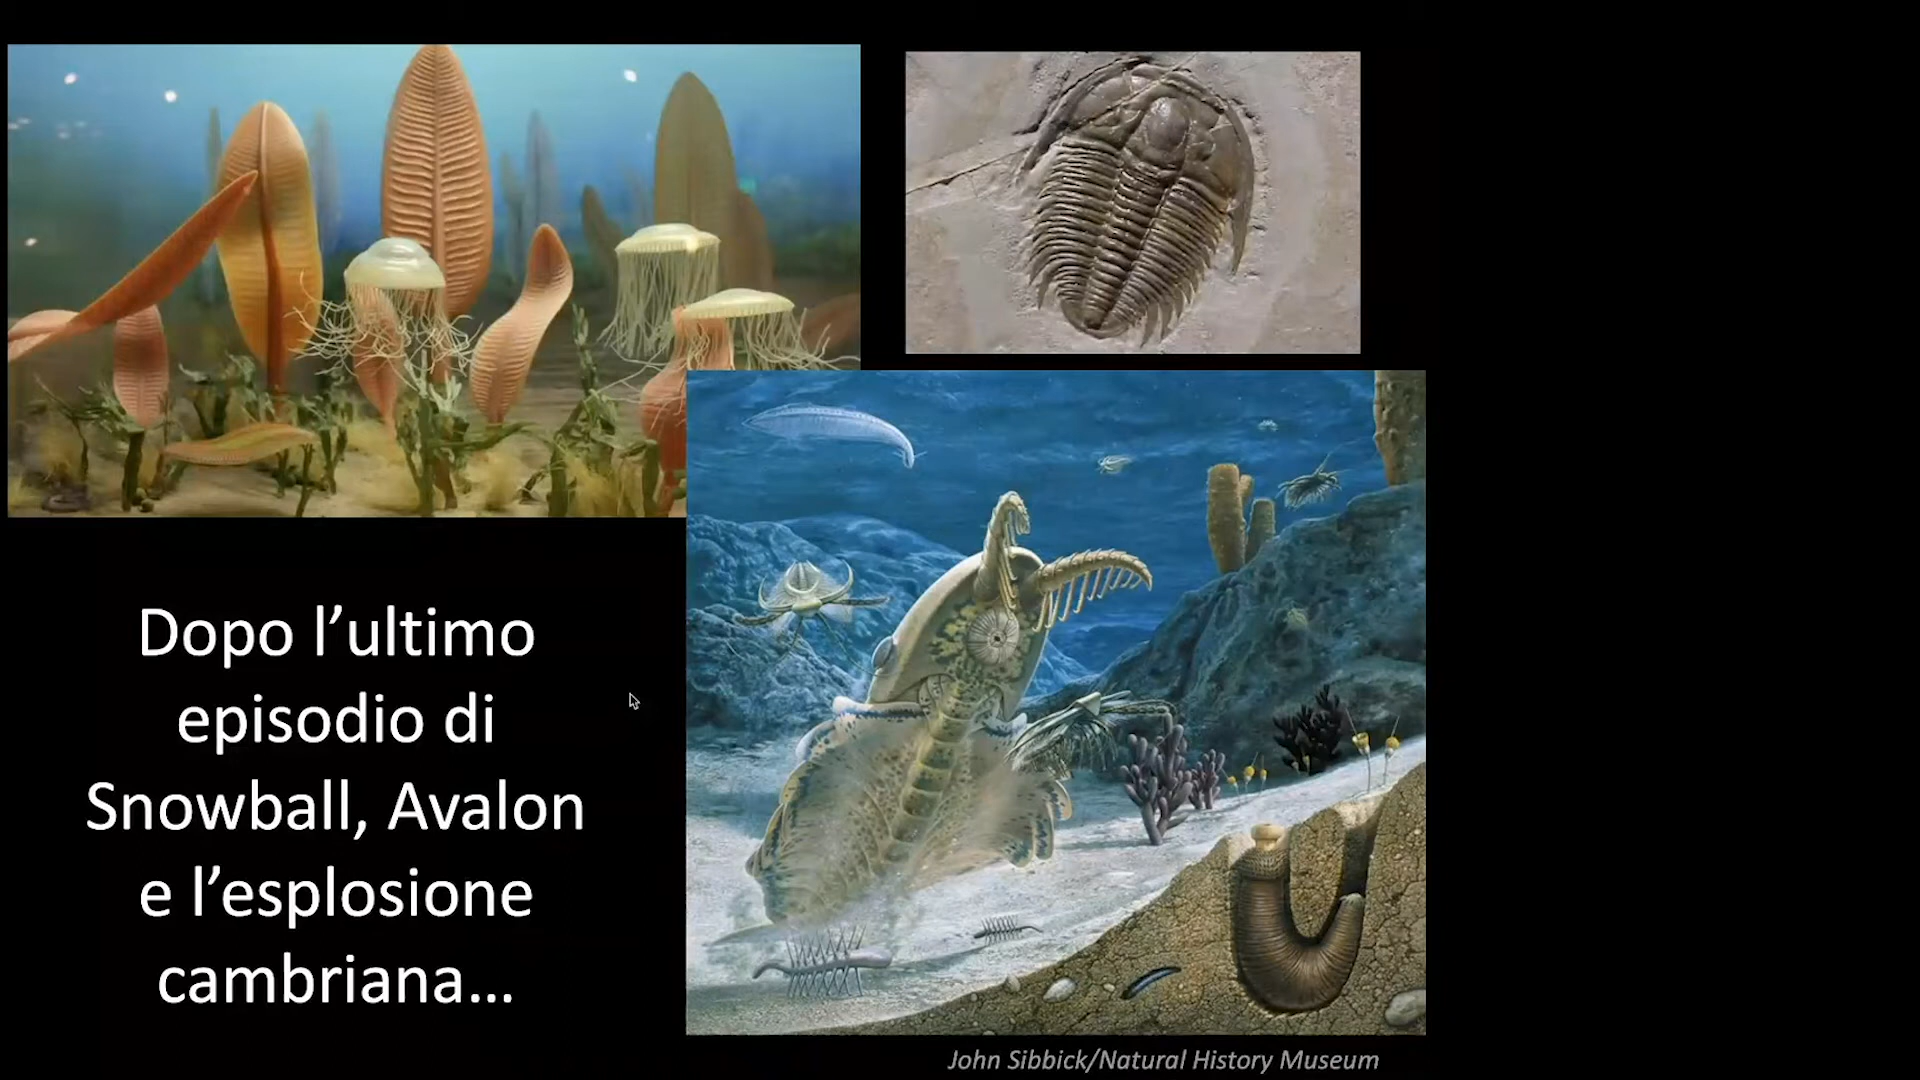 Dopo l’ultimo
episodio di
Snowball, Avalon
e l’esplosione
cambriana…
John Sibbick/Natural History Museum